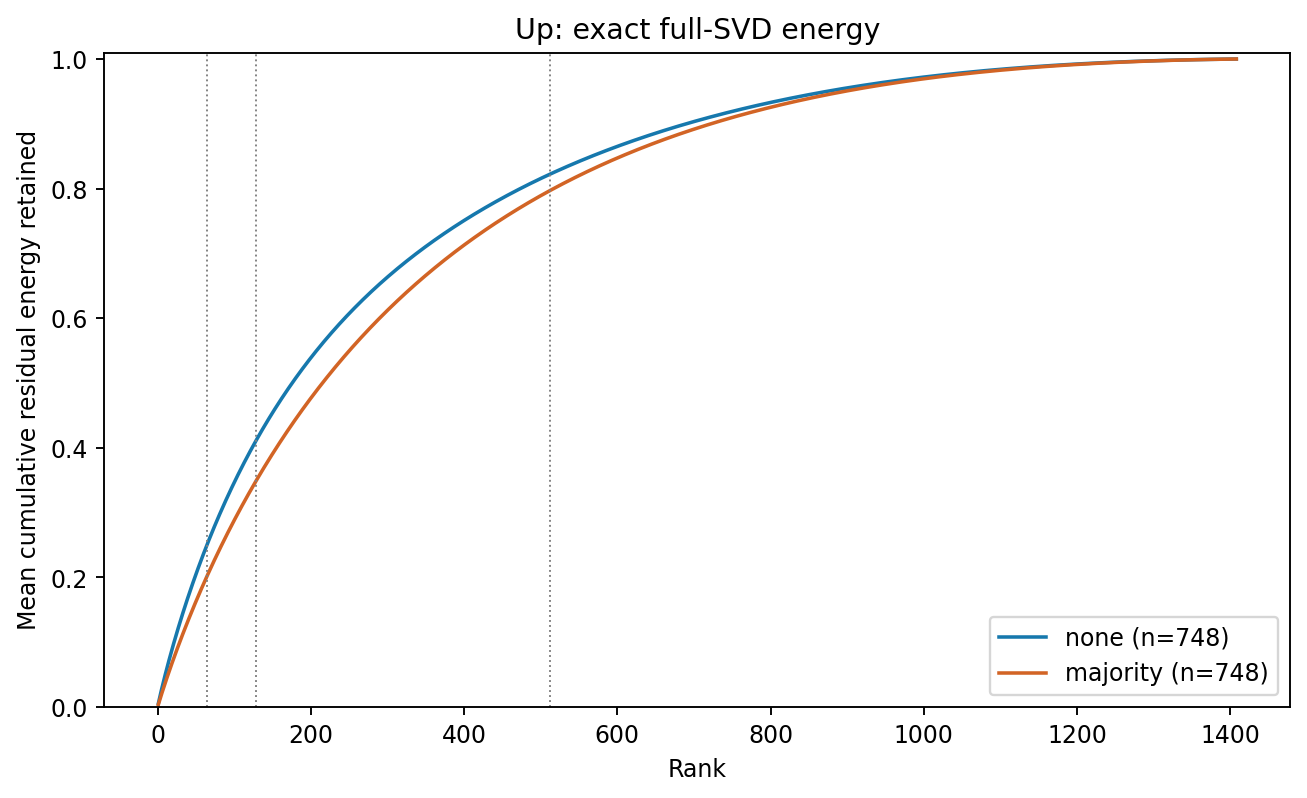 Up: exact full-SVD energy
Mean cumulative residual energy retained
1.0
0.8
0.6
0.4
0.2
0.0
none (n=748)
majority (n=748)
0 200 400 600 800 1000 1200 1400
Rank